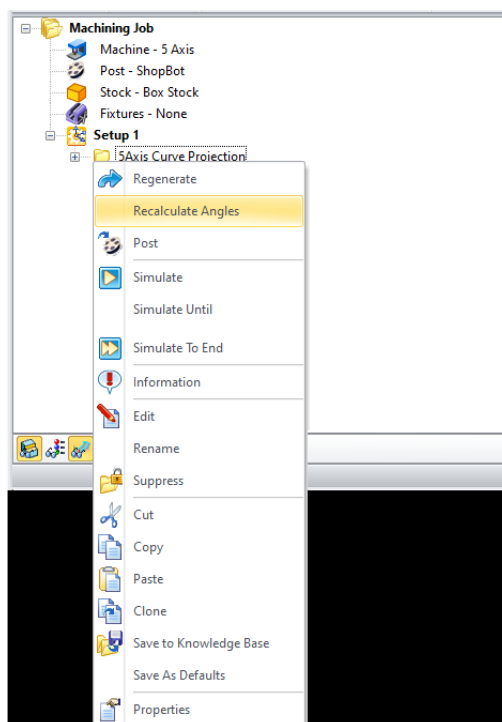 Machining Job
Machine - 5 Axis
Post - ShopBot
Stock - Box Stock
Fixtures - None
Setup 1
5Axis Curve Projection
Regenerate
Recalculate Angles
Post
Simulate
Simulate Until
Simulate To End
Information
Edit
Rename
Suppress
Cut
Copy
Paste
Clone
Save to Knowledge Base
Save As Defaults
Properties